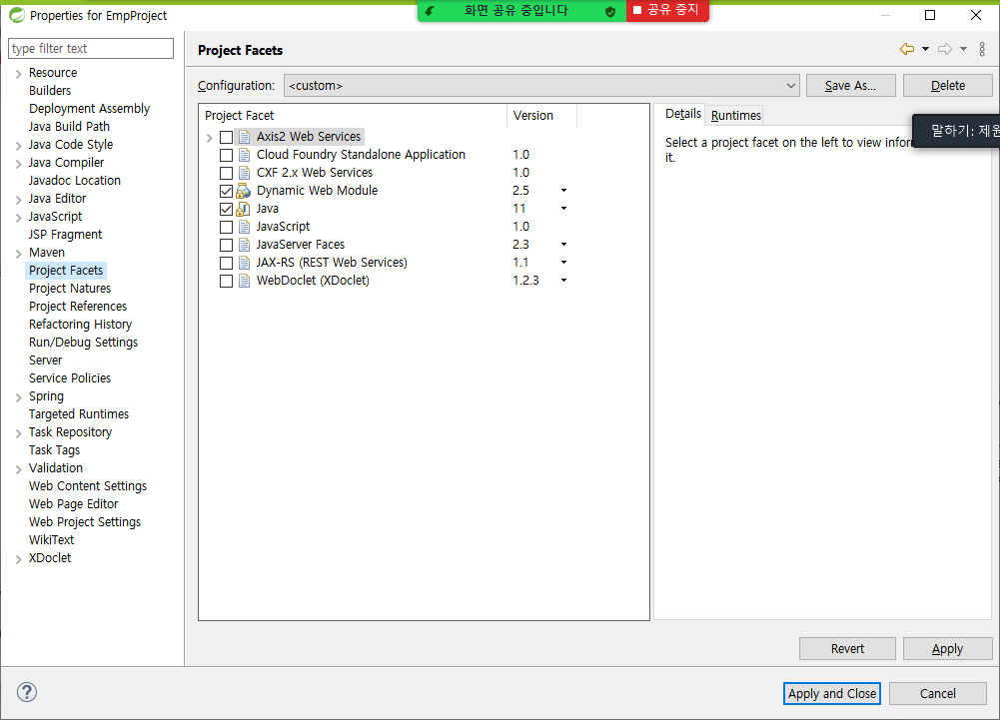 화면 공유 중입니다
공유 중지
Properties for EmpProject
type filter text
Resource
Builders
Deployment Assembly
Java Build Path
Java Code Style
Java Compiler
Javadoc Location
Java Editor
JavaScript
JSP Fragment
Maven
Project Facets
Project Natures
Project References
Refactoring History
Run/Debug Settings
Server
Service Policies
Spring
Targeted Runtimes
Task Repository
Task Tags
Validation
Web Content Settings
Web Page Editor
Web Project Settings
WikiText
XDoclet
Project Facets
Configuration: <custom> Save As... Delete
Project Facet Version
Axis2 Web Services
Cloud Foundry Standalone Application 1.0
CXF 2.x Web Services 1.0
Dynamic Web Module 2.5
Java 11
JavaScript 1.0
JavaServer Faces 2.3
JAX-RS (REST Web Services) 1.1
WebDoclet (XDoclet) 1.2.3
Details Runtimes
말하기:
Select a project facet on the left to view
it.
Revert Apply
? Apply and Close Cancel